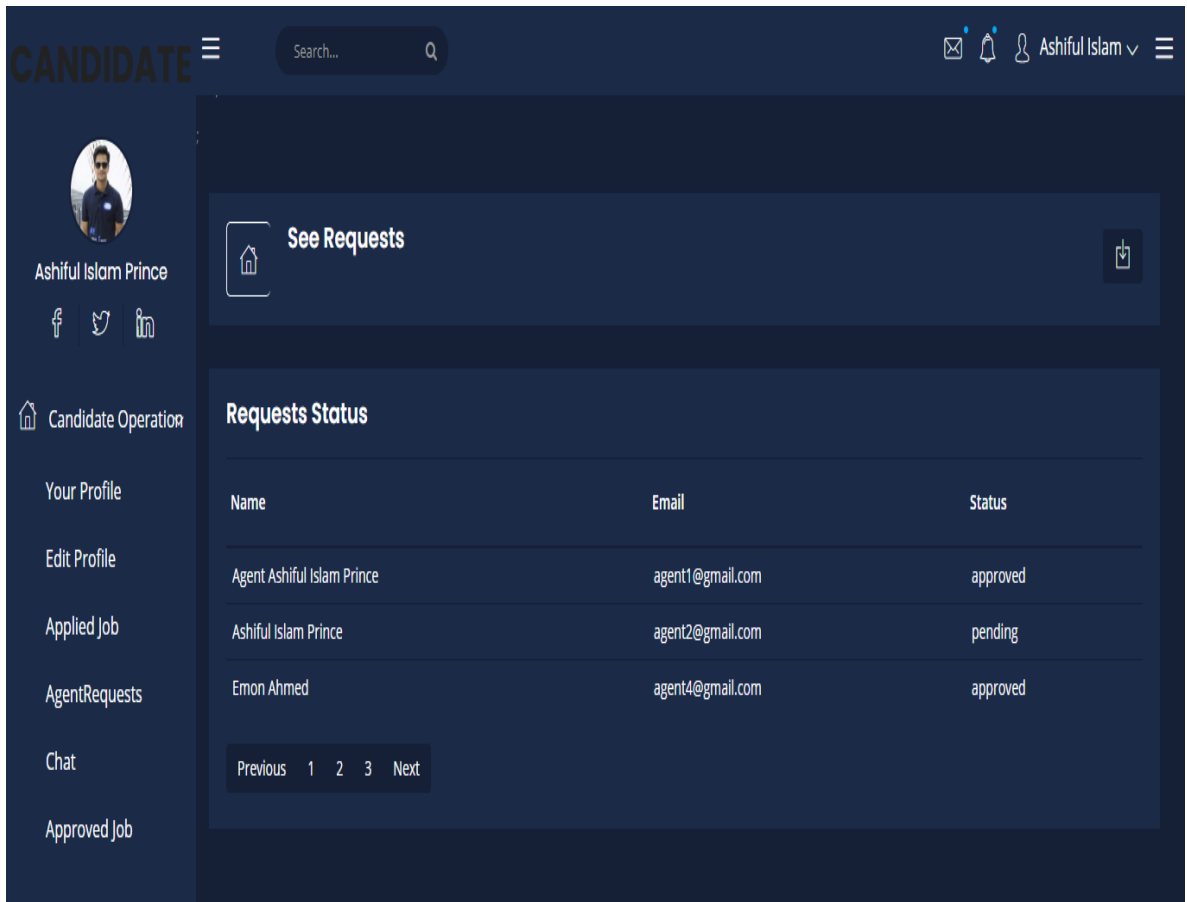 CANDIDATE
Search...
Ashiful Islam
Ashiful Islam Prince
Candidate Operation
Your Profile
Edit Profile
Applied Job
AgentRequests
Chat
Approved Job
See Requests
Requests Status
Name Email Status
Agent Ashiful Islam Prince agent1@gmail.com approved
Ashiful Islam Prince agent2@gmail.com pending
Emon Ahmed agent4@gmail.com approved
Previous 1 2 3 Next